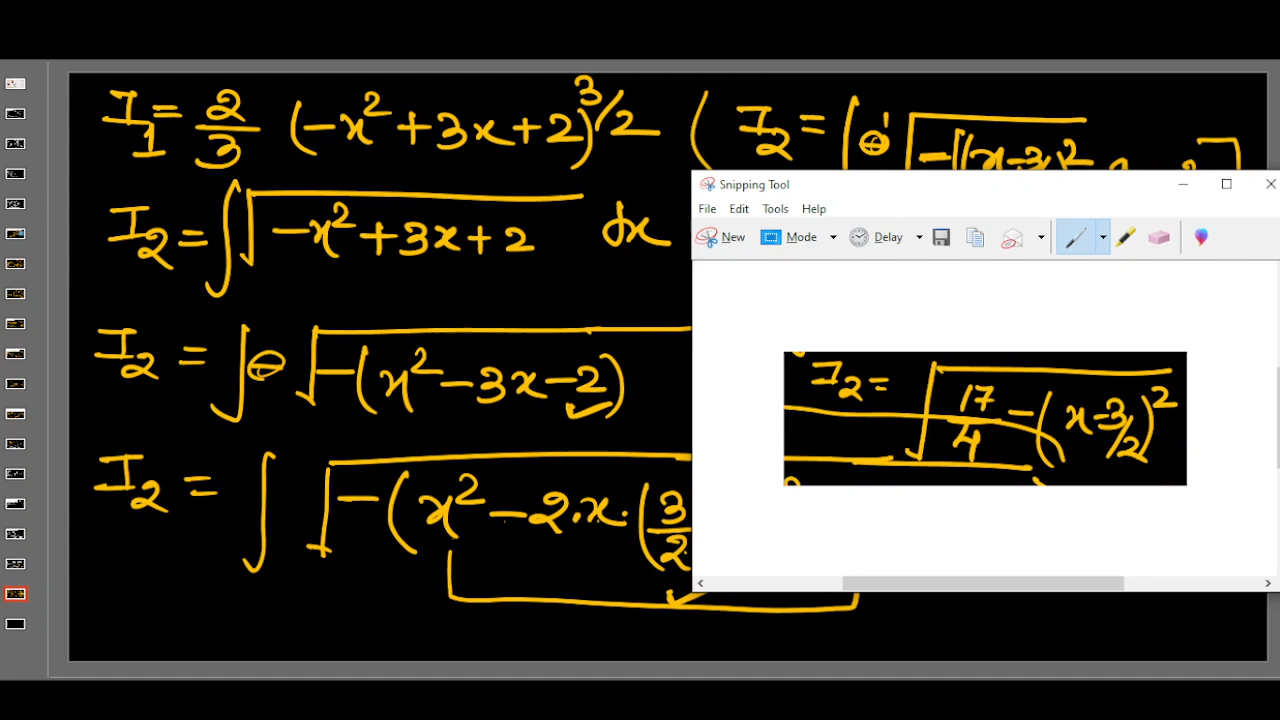 I₁ = 2/3 (-x² + 3x + 2)^3/2 ( I₂ =
I₂ = ∫ √-x² + 3x + 2 dx
I₂ = ∫ √-(x² - 3x - 2)
I₂ = ∫ √-(x² - 2·x·(3/2
Snipping Tool
File Edit Tools Help
New Mode Delay
I₂ = √17/4 - (x - 3/2)²